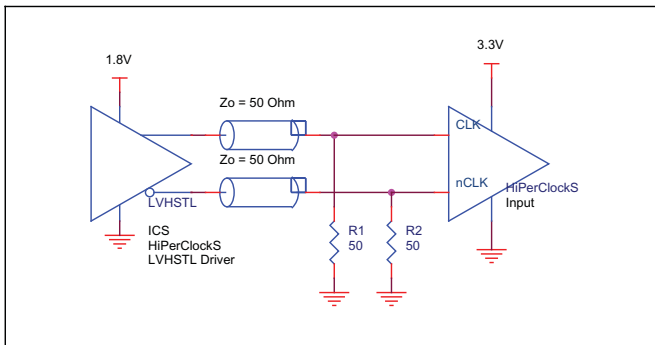 3.3V
1.8V
Zo = 50 Ohm
CLK
Zo = 50 Ohm
nCLK
HiPerClockS
Input
LVHSTL
ICS
HiPerClockS
LVHSTL Driver
R1
50
R2
50